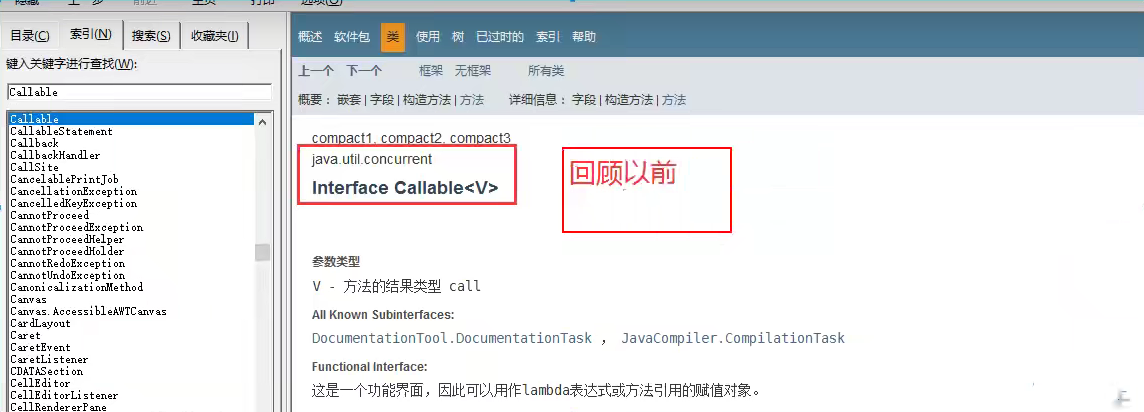 隐藏 上一步 前进 主页 打印 选项(O)
目录(C) 索引(N) 搜索(S) 收藏夹(I)
键入关键字进行查找(W):
Callable
Callable
CallableStatement
Callback
CallbackHandler
CallSite
CancelablePrintJob
CancellationException
CancelledKeyException
CannotProceed
CannotProceedException
CannotProceedHelper
CannotProceedHolder
CannotRedoException
CannotUndoException
CanonicalizationMethod
Canvas
Canvas.AccessibleAWTCanvas
CardLayout
Caret
CaretEvent
CaretListener
CDATASection
CellEditor
CellEditorListener
CellRendererPane
概述 软件包 类 使用 树 已过时的 索引 帮助
上一个 下一个 框架 无框架 所有类
概要： 嵌套 | 字段 | 构造方法 | 方法 详细信息： 字段 | 构造方法 | 方法
compact1, compact2, compact3
java.util.concurrent
Interface Callable<V>
回顾以前
参数类型
V - 方法的结果类型 call
All Known Subinterfaces:
DocumentationTool.DocumentationTask ， JavaCompiler.CompilationTask
Functional Interface:
这是一个功能界面，因此可以用作lambda表达式或方法引用的赋值对象。